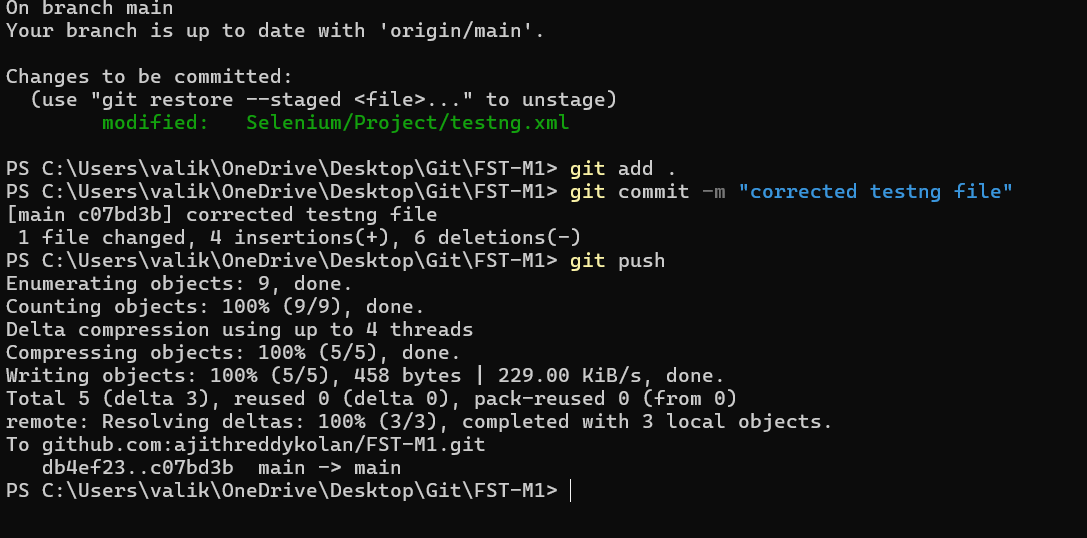 On branch main
Your branch is up to date with 'origin/main'.
Changes to be committed:
  (use "git restore --staged <file>..." to unstage)
        modified:   Selenium/Project/testng.xml
PS C:\Users\valik\OneDrive\Desktop\Git\FST-M1> git add .
PS C:\Users\valik\OneDrive\Desktop\Git\FST-M1> git commit -m "corrected testng file"
[main c07bd3b] corrected testng file
 1 file changed, 4 insertions(+), 6 deletions(-)
PS C:\Users\valik\OneDrive\Desktop\Git\FST-M1> git push
Enumerating objects: 9, done.
Counting objects: 100% (9/9), done.
Delta compression using up to 4 threads
Compressing objects: 100% (5/5), done.
Writing objects: 100% (5/5), 458 bytes | 229.00 KiB/s, done.
Total 5 (delta 3), reused 0 (delta 0), pack-reused 0 (from 0)
remote: Resolving deltas: 100% (3/3), completed with 3 local objects.
To github.com:ajithreddykolan/FST-M1.git
   db4ef23..c07bd3b  main -> main
PS C:\Users\valik\OneDrive\Desktop\Git\FST-M1>